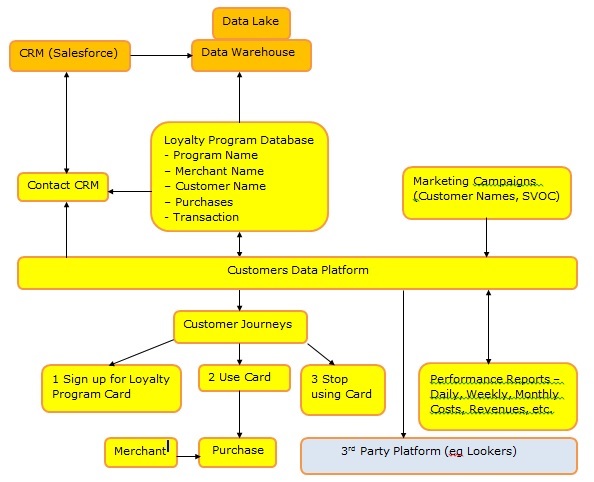 Data Lake
CRM (Salesforce)
Data Warehouse
Loyalty Program Database
- Program Name
– Merchant Name
– Customer Name
– Purchases
- Transaction
Contact CRM
Marketing Campaigns
(Customer Names, SVOC)
Customers Data Platform
Customer Journeys
1 Sign up for Loyalty
Program Card
2 Use Card
3 Stop
using Card
Performance Reports –
Daily, Weekly, Monthly
Costs, Revenues, etc.
Merchant
Purchase
3rd Party Platform (eg Lookers)